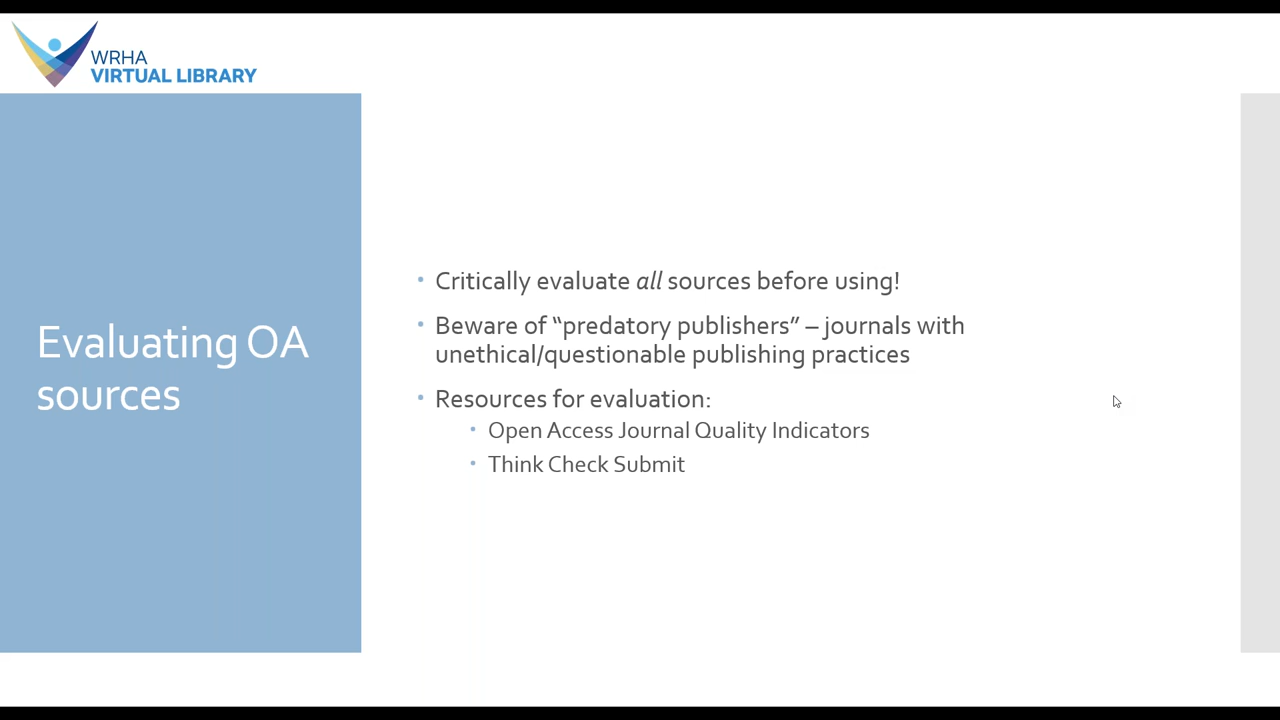 WRHA
VIRTUAL LIBRARY
Evaluating OA
sources
• Critically evaluate all sources before using!
• Beware of “predatory publishers” – journals with
unethical/questionable publishing practices
• Resources for evaluation:
• Open Access Journal Quality Indicators
• Think Check Submit